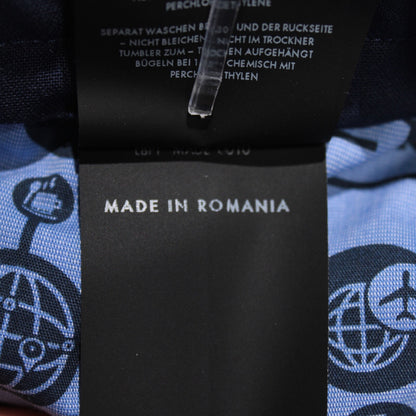 PERCHLORETHYLENE
SEPARAT WASCHEN BEI 30 UND DER RUCKSEITE
– NICHT BLEICHEN – NICHT IM TROCKNER
TUMBLER ZUM – TROCKNEN AUFGEHÄNGT
BÜGELN BEI CHEMISCH MIT
PERCHLORETHYLEN
MADE IN ROMANIA